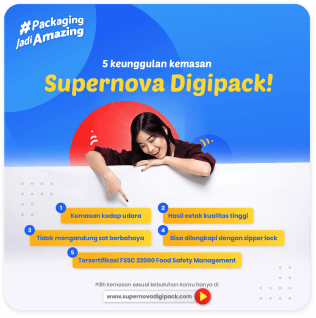 #Packaging
Jadi Amazing
5 keunggulan kemasan
Supernova Digipack!
1 Kemasan kedap udara
2 Hasil cetak kualitas tinggi
3 Tidak mengandung zat berbahaya
4 Bisa dilengkapi dengan zipper lock
5 Tersertifikasi FSSC 22000 Food Safety Management
Pilih kemasan sesuai kebutuhan kamu hanya di
www.supernovadigipack.com